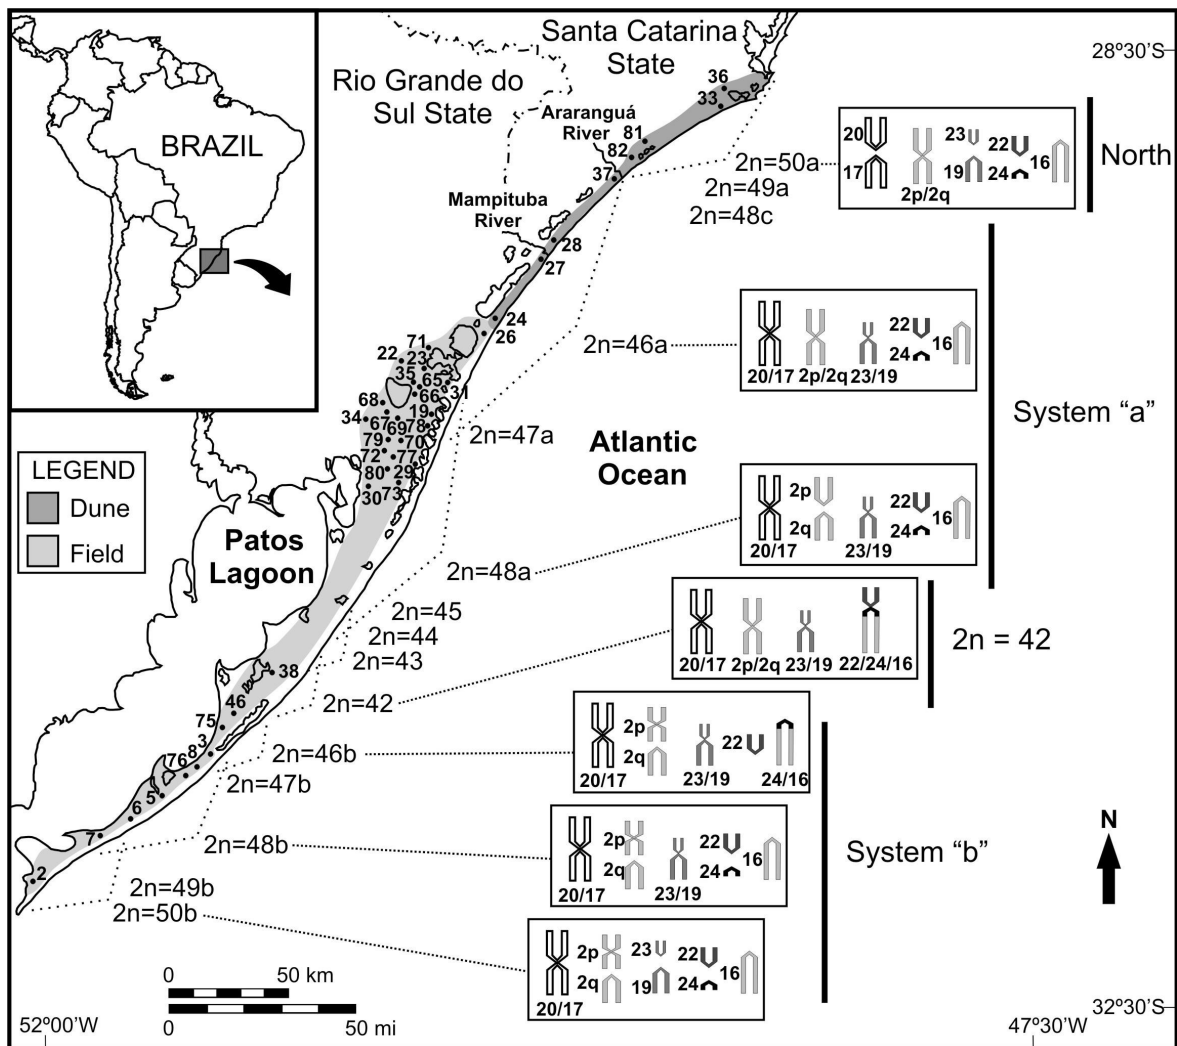 BRAZIL
Santa Catarina
State
Rio Grande do
Sul State
28º30'S
36
33
Araranguá
River
81
82
37
Mampituba
River
28
27
24
26
71
22
23
35
65
31
66
68
19
34
67
69
78
79
70
72
77
80
29
30
73
38
46
75
3
8
76
5
6
7
2
LEGEND
Dune
Field
Patos
Lagoon
Atlantic
Ocean
2n=50a
2n=49a
2n=48c
2n=46a
2n=47a
2n=48a
2n=45
2n=44
2n=43
2n=42
2n=46b
2n=47b
2n=48b
2n=49b
2n=50b
20
17
2p/2q
23
19
22
24
16
North
20/17
2p/2q
23/19
22
24
16
System “a”
20/17
2p
2q
23/19
22
24
16
20/17
2p/2q
23/19
22/24/16
2n = 42
20/17
2p
2q
23/19
22
24/16
20/17
2p
2q
23/19
22
24
16
System “b”
20/17
2p
2q
23
19
22
24
16
N
0 50 km
0 50 mi
52º00'W
47º30'W
32º30'S